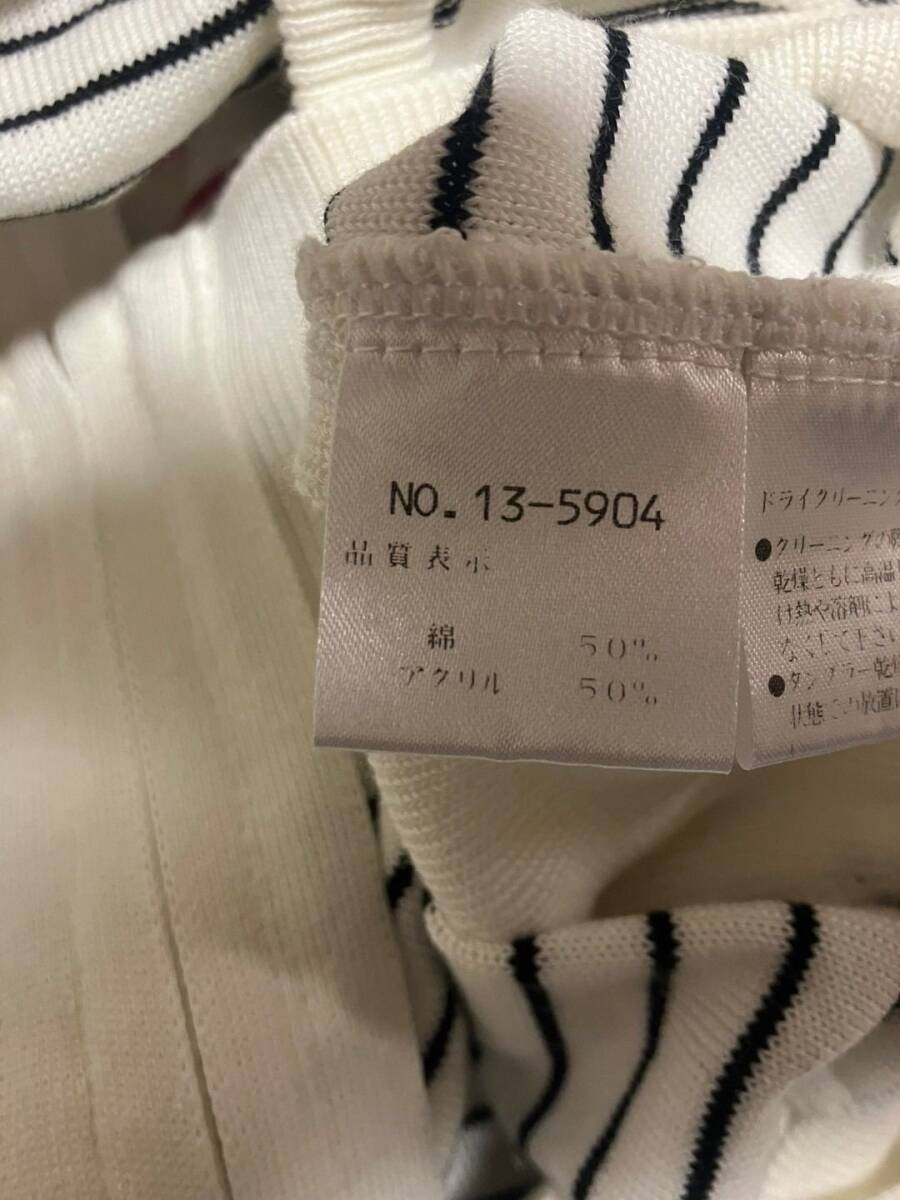 NO. 13-5904
品質表示
綿 50%
アクリル 50%
ドライクリーニン
●クリーニングの際
乾燥ともに高温
け熱や溶剤によ
なくして下さい
●タンブラー乾燥
状態での放置に